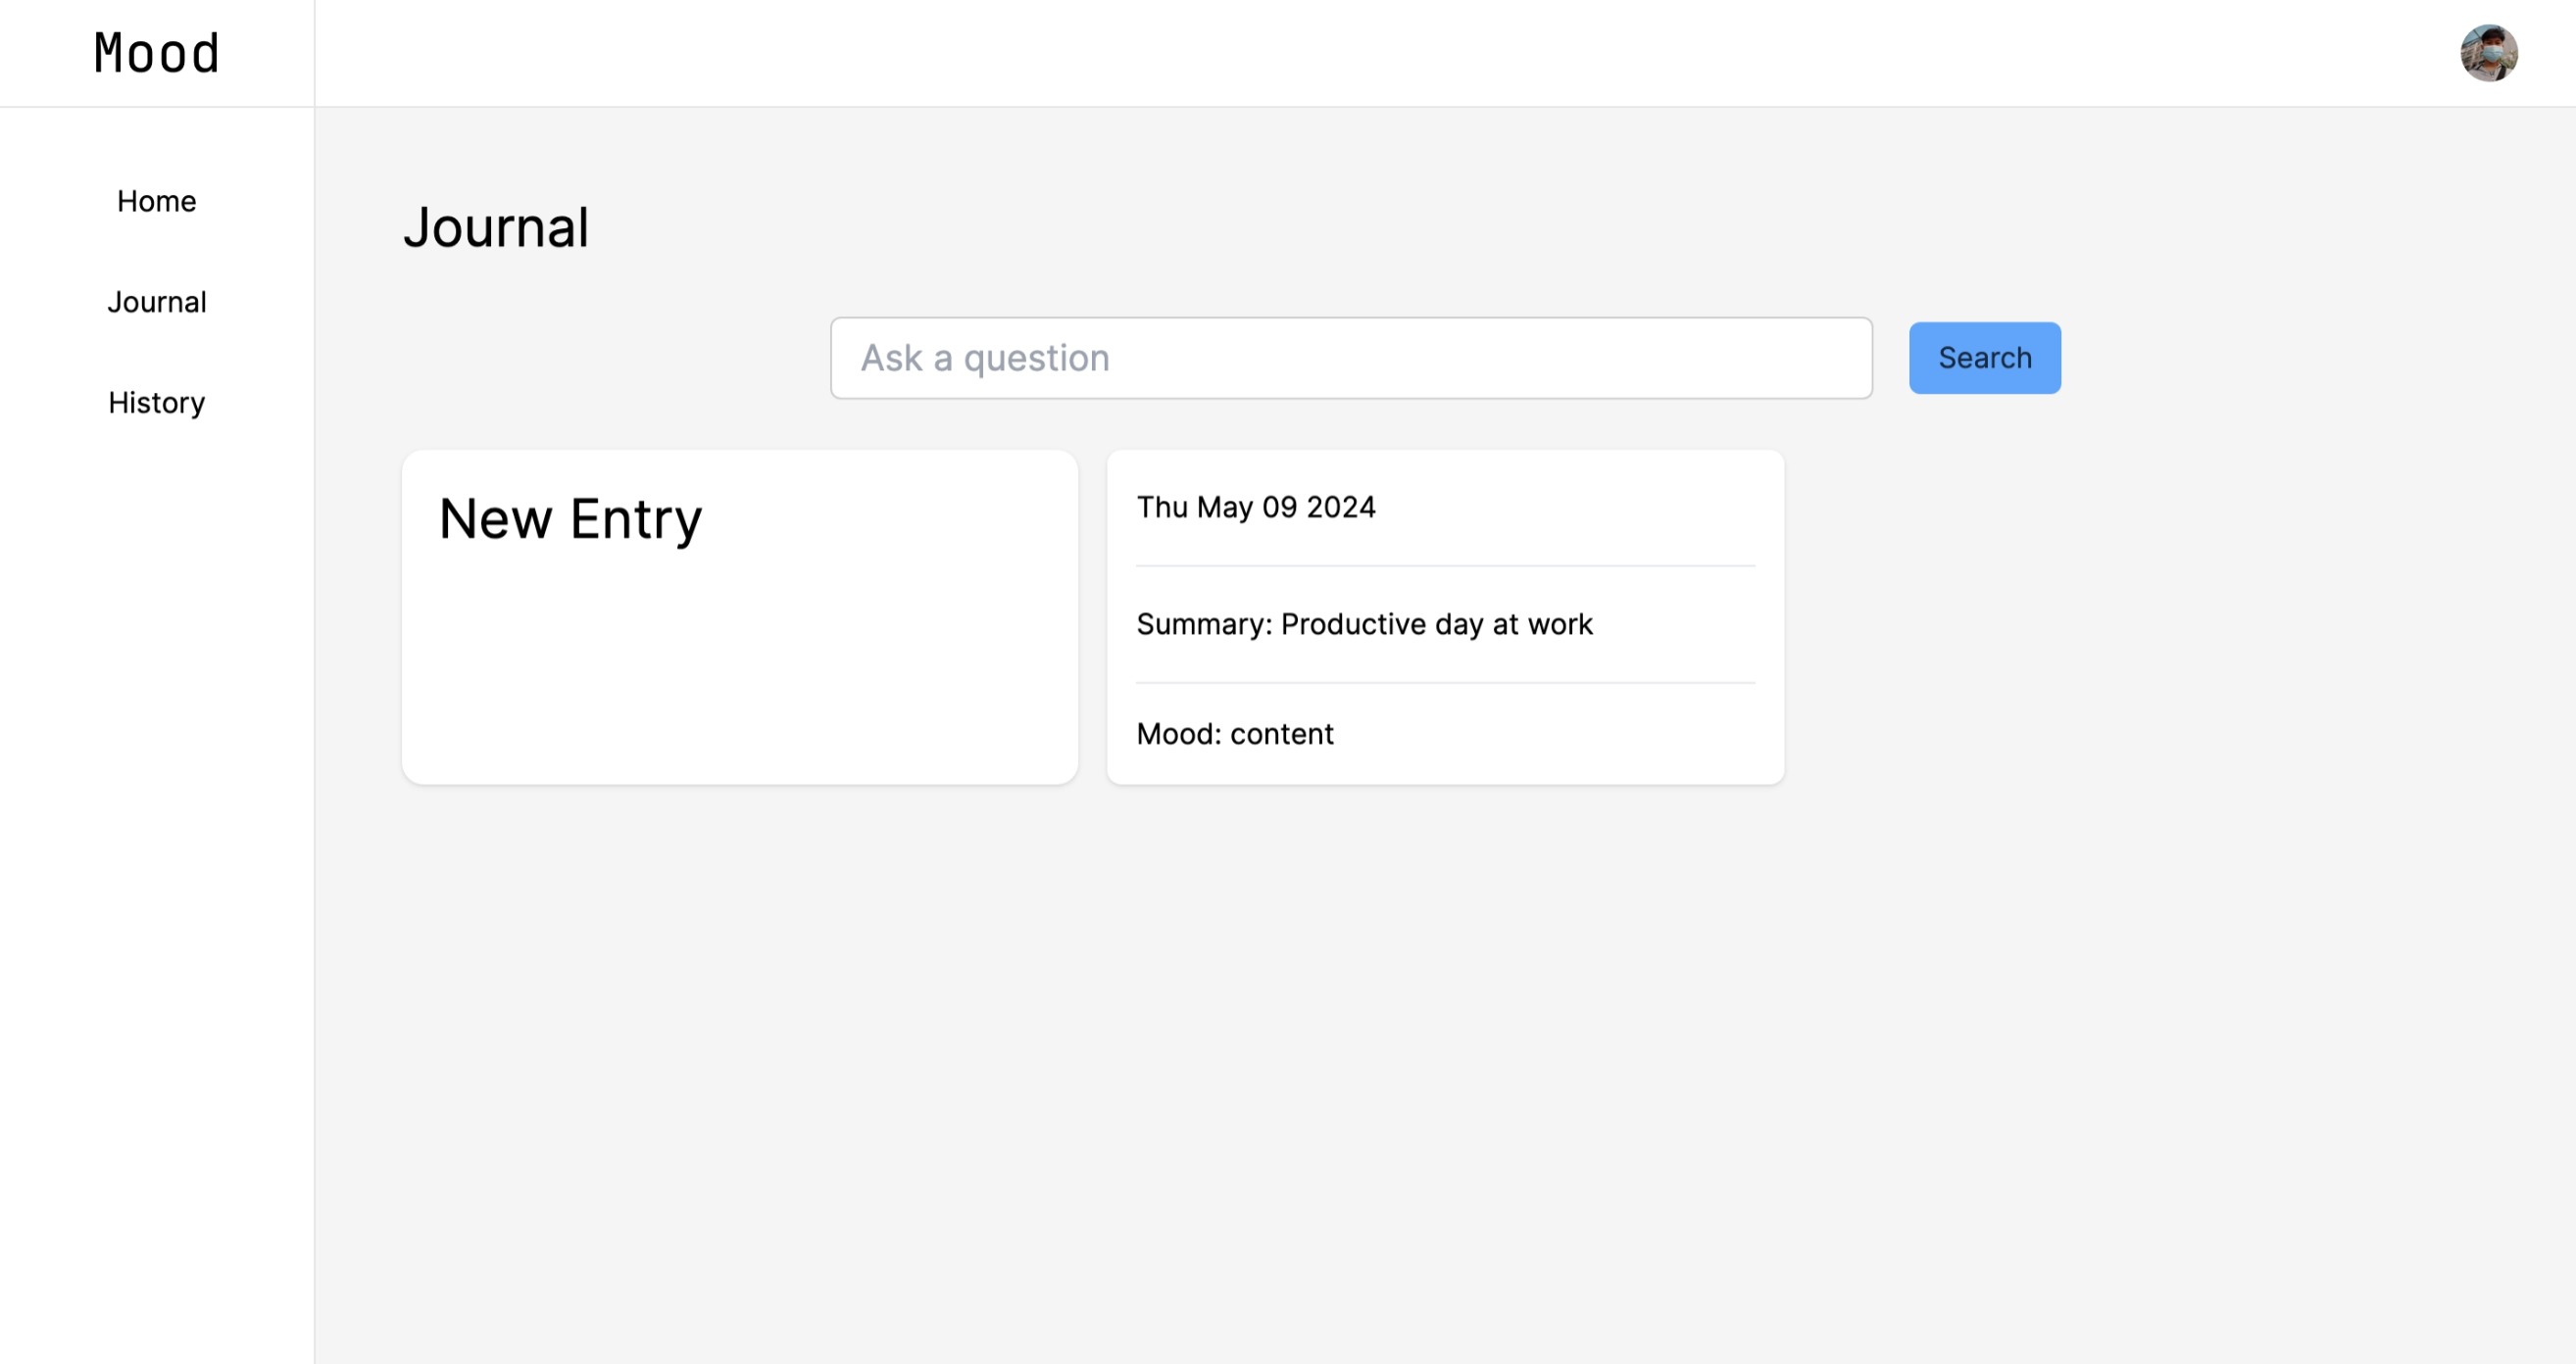 Mood
Home
Journal
History
Journal
Ask a question
Search
New Entry
Thu May 09 2024
Summary: Productive day at work
Mood: content